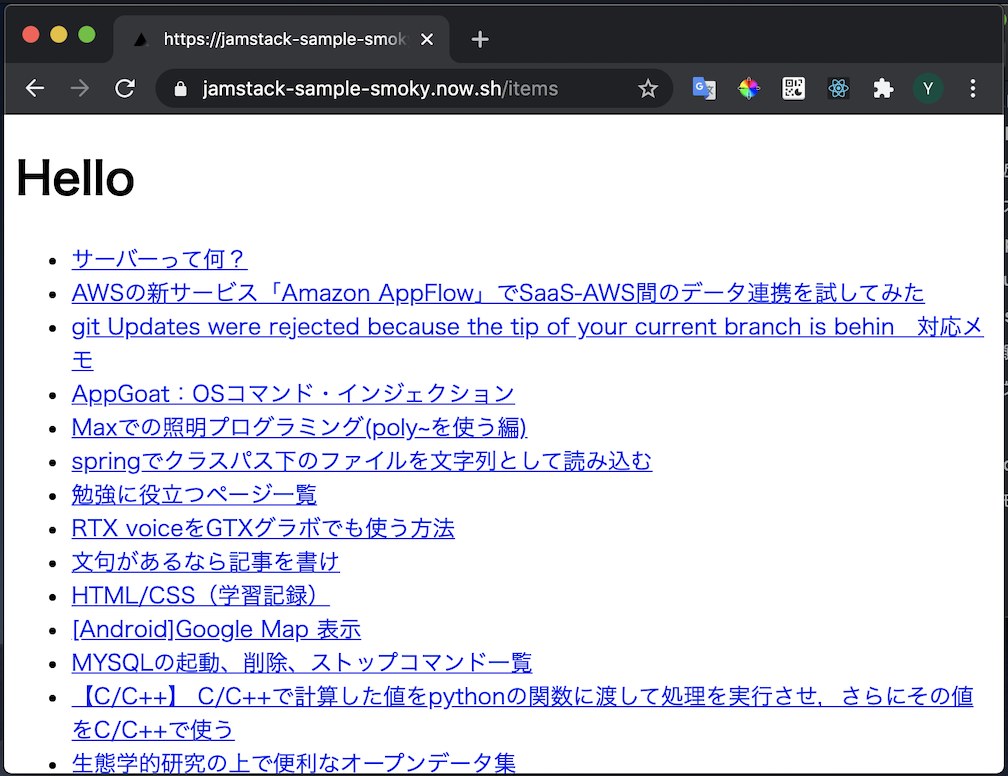 https://jamstack-sample-smok
jamstack-sample-smoky.now.sh/items
Y
Hello
サーバーって何？
AWSの新サービス「Amazon AppFlow」でSaaS-AWS間のデータ連携を試してみた
git Updates were rejected because the tip of your current branch is behin　対応メ
モ
AppGoat：OSコマンド・インジェクション
Maxでの照明プログラミング(poly~を使う編)
springでクラスパス下のファイルを文字列として読み込む
勉強に役立つページ一覧
RTX voiceをGTXグラボでも使う方法
文句があるなら記事を書け
HTML/CSS（学習記録）
[Android]Google Map 表示
MYSQLの起動、削除、ストップコマンド一覧
【C/C++】 C/C++で計算した値をpythonの関数に渡して処理を実行させ，さらにその値
をC/C++で使う
生態学的研究の上で便利なオープンデータ集